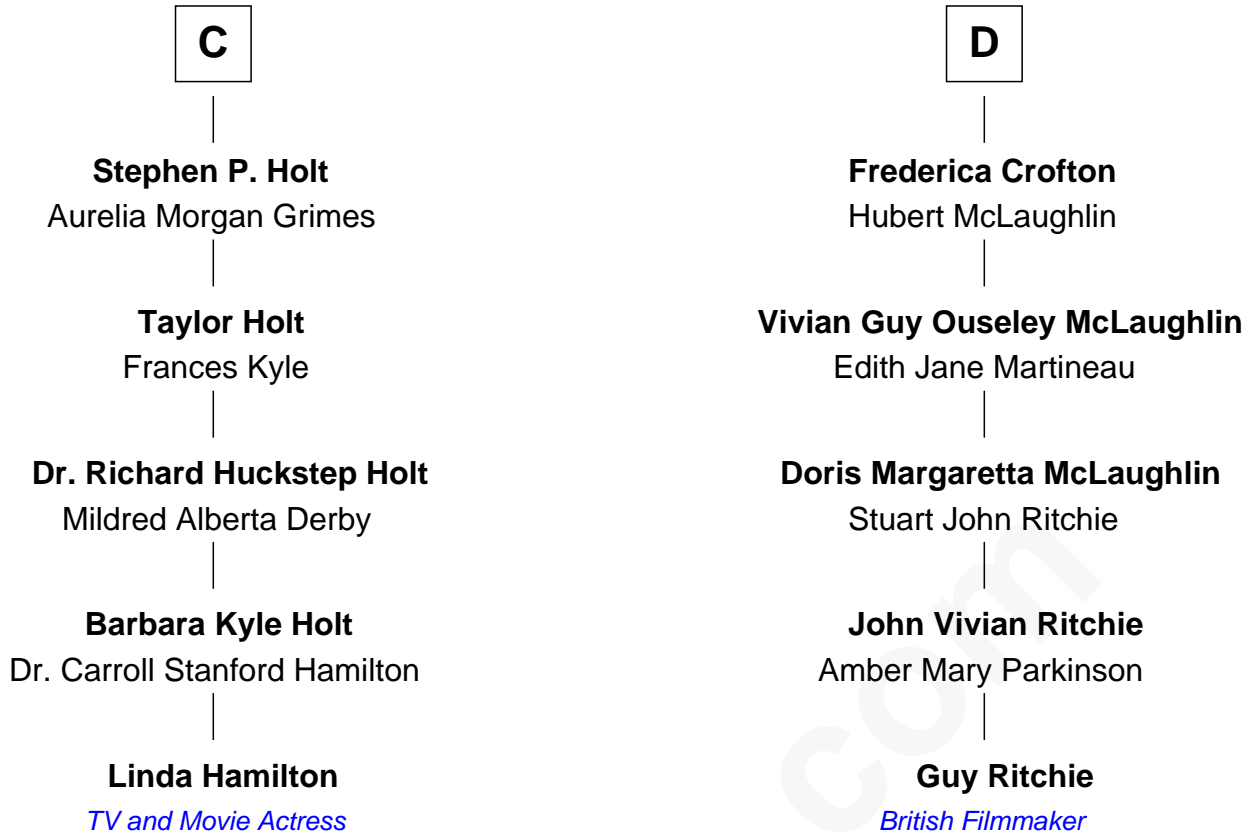 C
Stephen P. Holt
Aurelia Morgan Grimes
Taylor Holt
Frances Kyle
Dr. Richard Huckstep Holt
Mildred Alberta Derby
Barbara Kyle Holt
Dr. Carroll Stanford Hamilton
Linda Hamilton
TV and Movie Actress
D
Frederica Crofton
Hubert McLaughlin
Vivian Guy Ouseley McLaughlin
Edith Jane Martineau
Doris Margaretta McLaughlin
Stuart John Ritchie
John Vivian Ritchie
Amber Mary Parkinson
Guy Ritchie
British Filmmaker
com